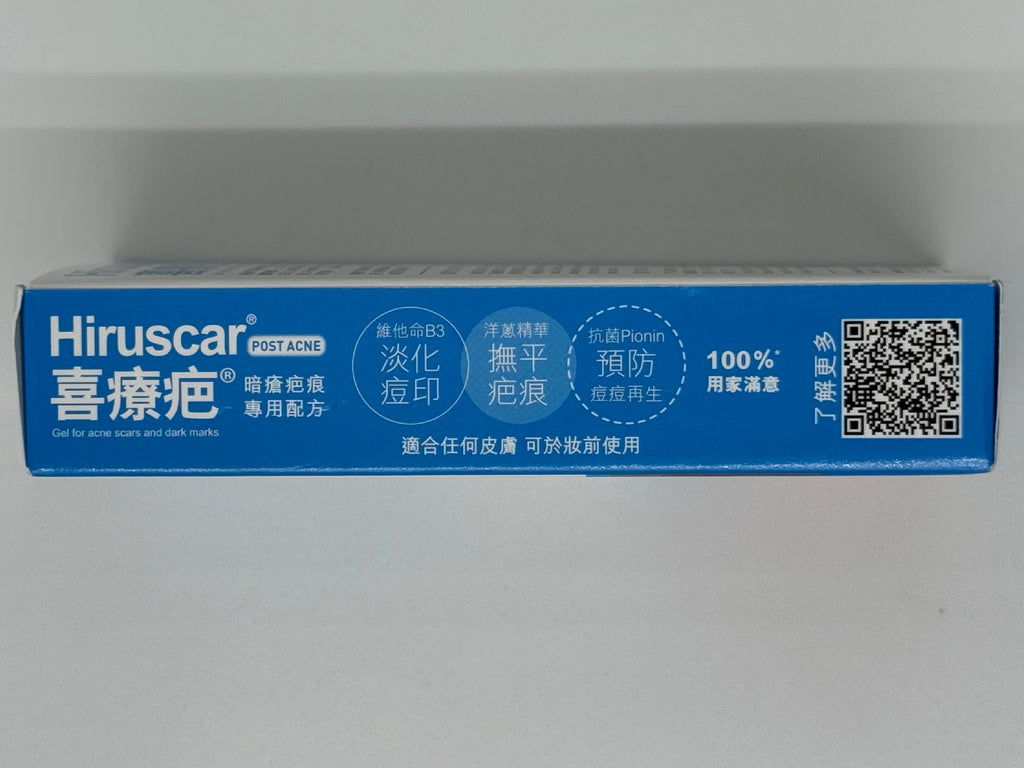 Hiruscar®
POST ACNE
喜療疤®
暗瘡疤痕
專用配方
Gel for acne scars and dark marks
維他命B3
淡化
痘印
洋蔥精華
撫平
疤痕
抗菌Pionin
預防
痘痘再生
適合任何皮膚 可於妝前使用
100%*
用家滿意
了解更多